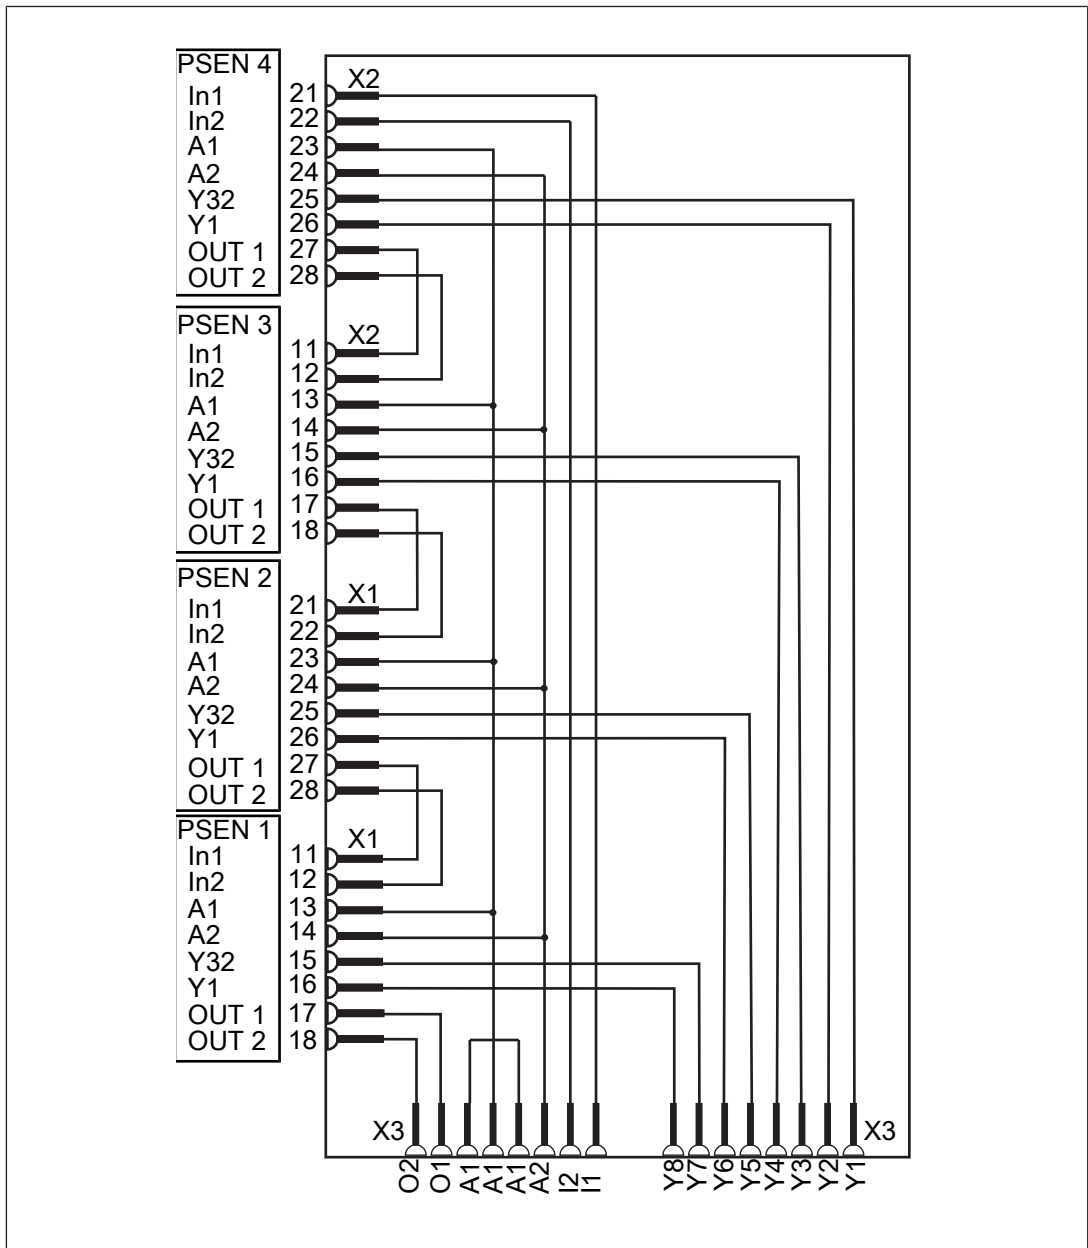 PSEN 4
X2
In1 21
In2 22
A1 23
A2 24
Y32 25
Y1 26
OUT 1 27
OUT 2 28
PSEN 3
X2
In1 11
In2 12
A1 13
A2 14
Y32 15
Y1 16
OUT 1 17
OUT 2 18
PSEN 2
X1
In1 21
In2 22
A1 23
A2 24
Y32 25
Y1 26
OUT 1 27
OUT 2 28
PSEN 1
X1
In1 11
In2 12
A1 13
A2 14
Y32 15
Y1 16
OUT 1 17
OUT 2 18
X3 X3
O2 O1 A1 A1 A1 A2 I2 I1 Y8 Y7 Y6 Y5 Y4 Y3 Y2 Y1